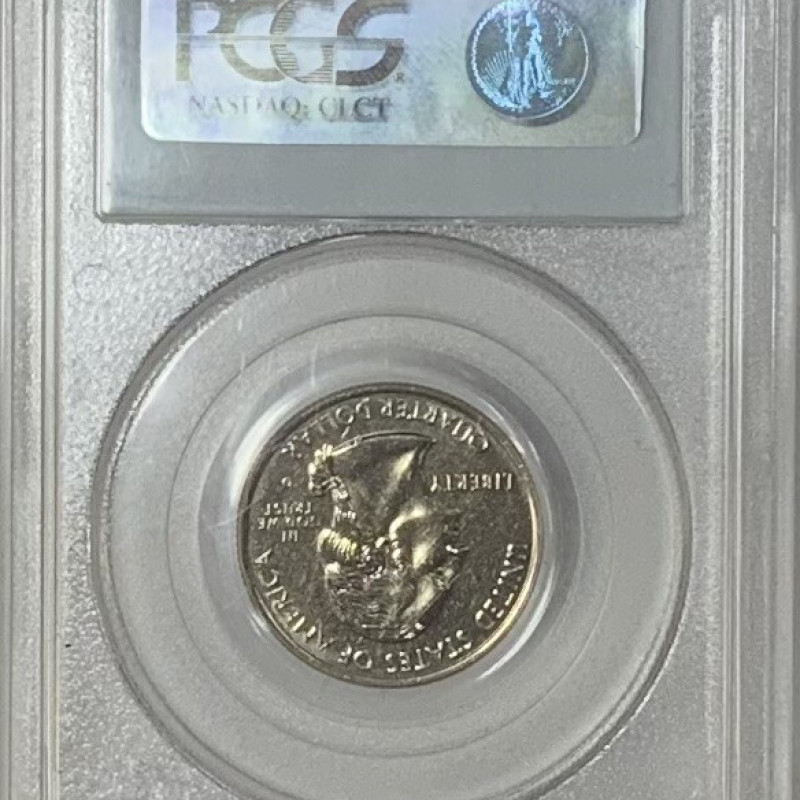 PCGS®
NASDAQ: CLCT
UNITED STATES OF AMERICA
LIBERTY
IN
GOD WE
TRUST
QUARTER DOLLAR